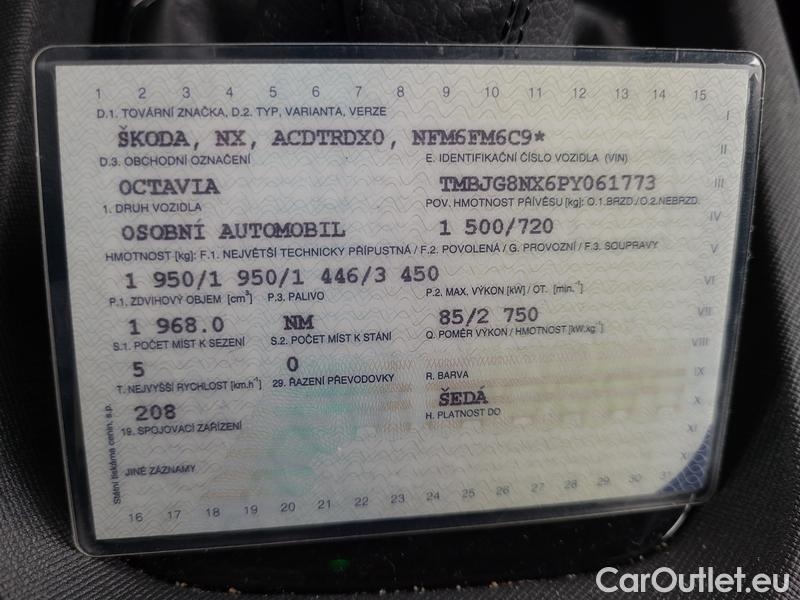 1 2 3 4 5 6 7 8 9 10 11 12 13 14 15
D.1. TOVÁRNÍ ZNAČKA, D.2. TYP, VARIANTA, VERZE
I
ŠKODA, NX, ACDTRDX0, NFM6FM6C9*
II
D.3. OBCHODNÍ OZNAČENÍ E. IDENTIFIKAČNÍ ČÍSLO VOZIDLA (VIN)
OCTAVIA TMBJG8NX6PY061773
III
1. DRUH VOZIDLA POV. HMOTNOST PŘÍVĚSU [kg]: O.1.BRZD./O.2.NEBRZD.
OSOBNÍ AUTOMOBIL 1 500/720
IV
HMOTNOST [kg]: F.1. NEJVĚTŠÍ TECHNICKY PŘÍPUSTNÁ / F.2. POVOLENÁ / G. PROVOZNÍ / F.3. SOUPRAVY
V
1 950/1 950/1 446/3 450
VI
P.1. ZDVIHOVÝ OBJEM [cm³] P.3. PALIVO P.2. MAX. VÝKON [kW] / OT. [min.⁻¹]
1 968.0 NM 85/2 750
VII
S.1. POČET MÍST K SEZENÍ S.2. POČET MÍST K STÁNÍ Q. POMĚR VÝKON / HMOTNOST [kW.kg⁻¹]
VIII
5 0
T. NEJVYŠŠÍ RYCHLOST [km.h⁻¹] 29. ŘAZENÍ PŘEVODOVKY R. BARVA
IX
208 ŠEDÁ
X
19. SPOJOVACÍ ZAŘÍZENÍ H. PLATNOST DO
XI
JINÉ ZÁZNAMY
Státní tiskárna cenin, s.p.
16 17 18 19 20 21 22 23 24 25 26 27 28 29 30 31
CarOutlet.eu